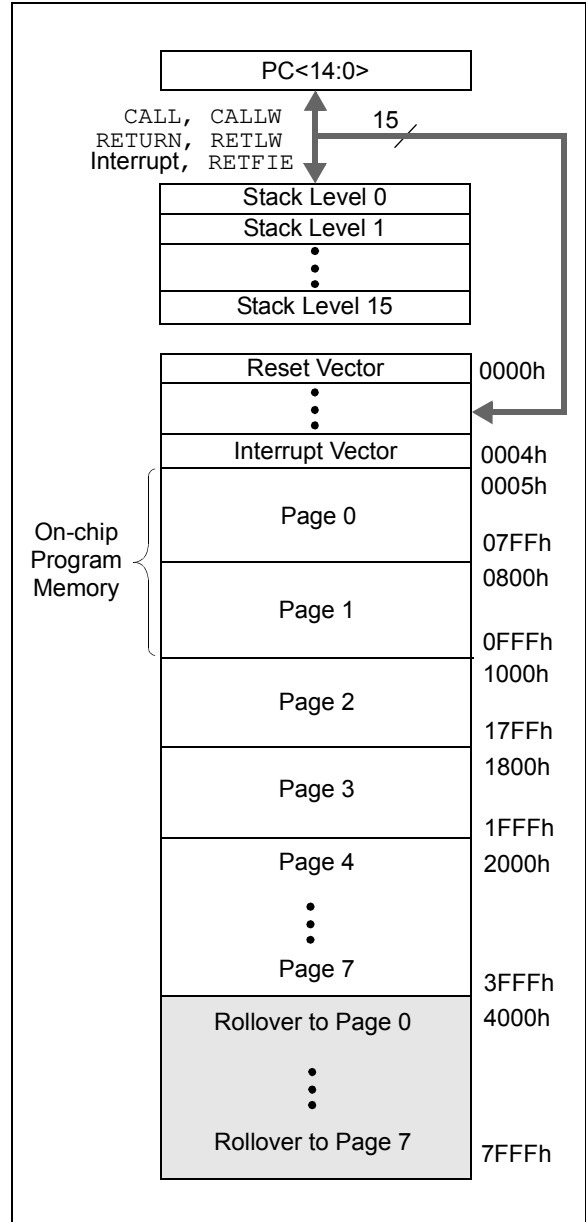 PC<14:0>
CALL, CALLW
15
RETURN, RETLW
Interrupt, RETFIE
Stack Level 0
Stack Level 1
Stack Level 15
Reset Vector
0000h
Interrupt Vector
0004h
0005h
On-chip
Program
Memory
Page 0
07FFh
0800h
Page 1
0FFFh
1000h
Page 2
17FFh
1800h
Page 3
1FFFh
Page 4
2000h
Page 7
3FFFh
Rollover to Page 0
4000h
Rollover to Page 7
7FFFh